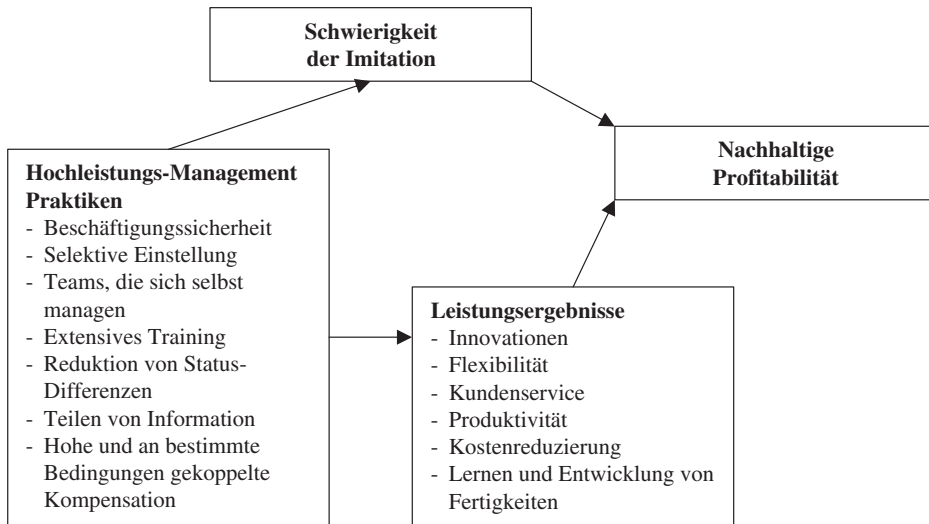 Schwierigkeit
der Imitation
Nachhaltige
Profitabilität
Hochleistungs-Management
Praktiken
- Beschäftigungssicherheit
- Selektive Einstellung
- Teams, die sich selbst
managen
- Extensives Training
- Reduktion von Status-
Differenzen
- Teilen von Information
- Hohe und an bestimmte
Bedingungen gekoppelte
Kompensation
Leistungsergebnisse
- Innovationen
- Flexibilität
- Kundenservice
- Produktivität
- Kostenreduzierung
- Lernen und Entwicklung von
Fertigkeiten